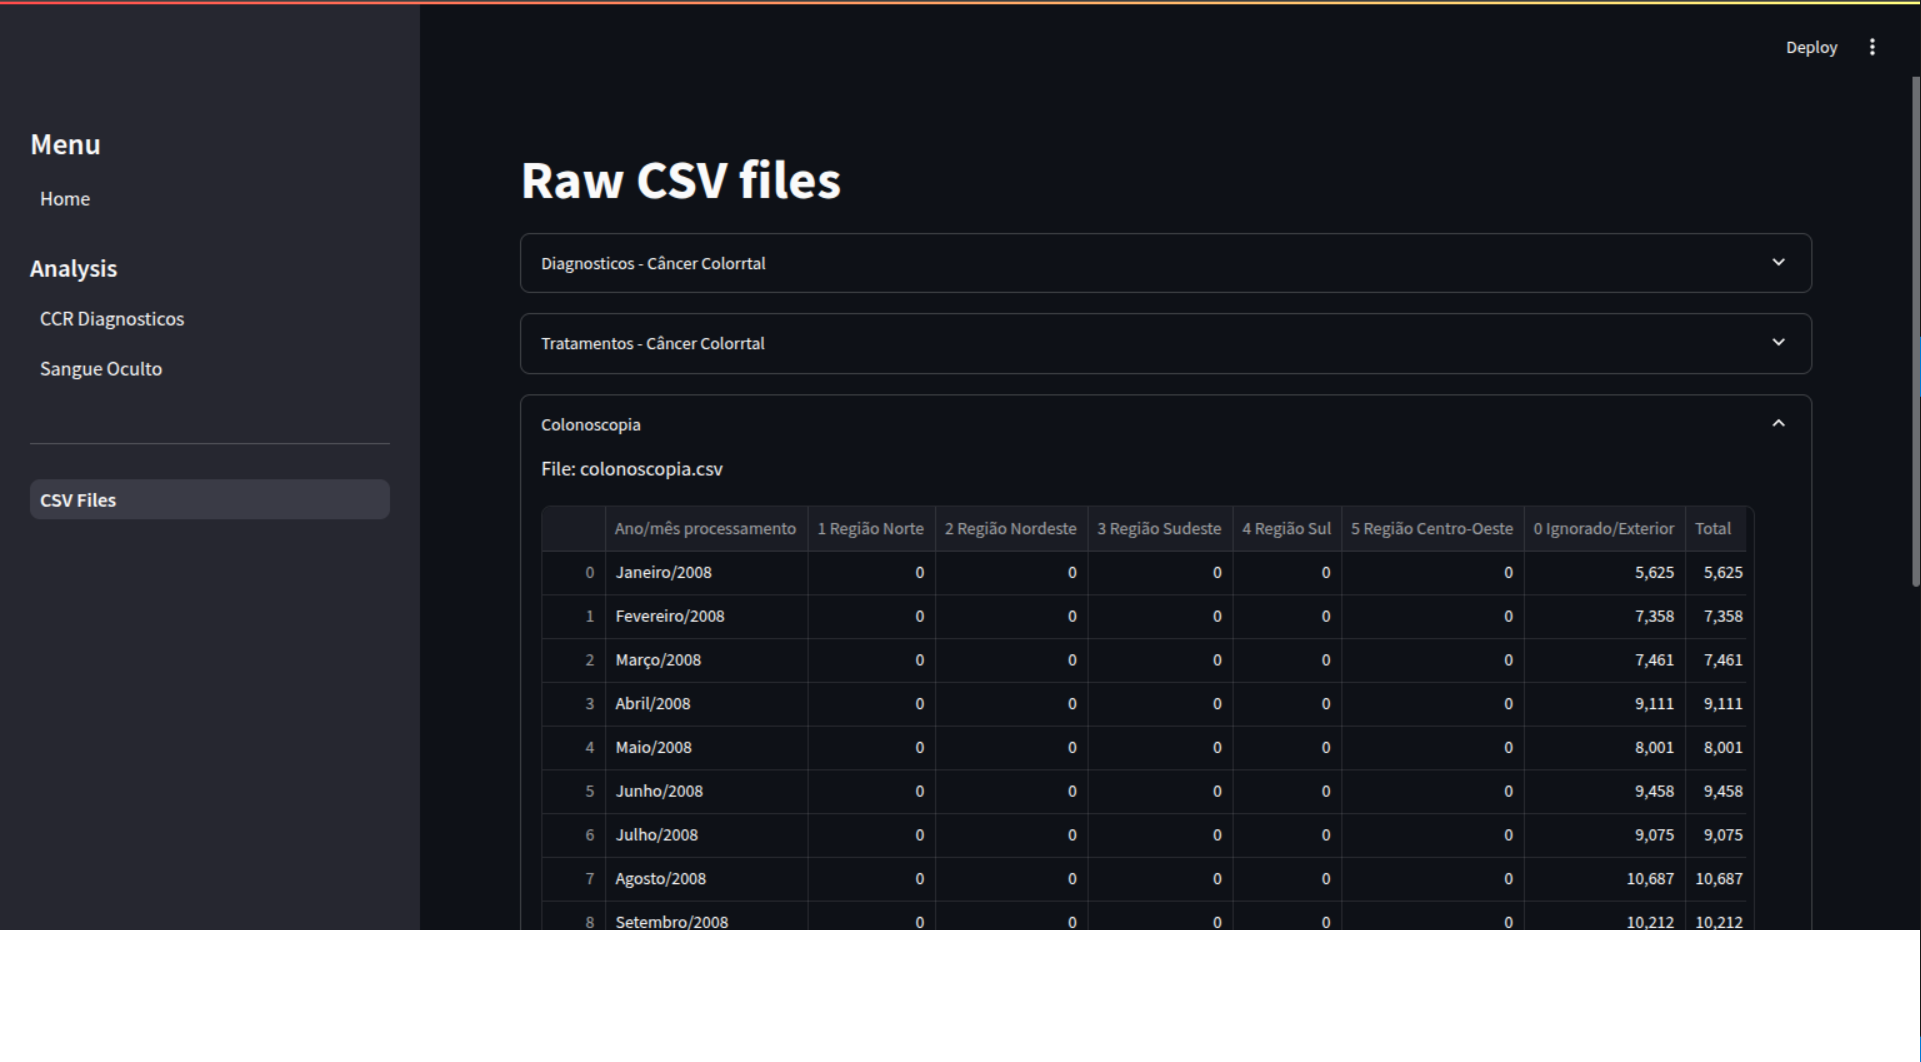 Deploy
Menu
Home
Analysis
CCR Diagnosticos
Sangue Oculto
CSV Files
Raw CSV files
Diagnosticos - Câncer Colorrtal
Tratamentos - Câncer Colorrtal
Colonoscopia
File: colonoscopia.csv
Ano/mês processamento 1 Região Norte 2 Região Nordeste 3 Região Sudeste 4 Região Sul 5 Região Centro-Oeste 0 Ignorado/Exterior Total
0 Janeiro/2008 0 0 0 0 0 5,625 5,625
1 Fevereiro/2008 0 0 0 0 0 7,358 7,358
2 Março/2008 0 0 0 0 0 7,461 7,461
3 Abril/2008 0 0 0 0 0 9,111 9,111
4 Maio/2008 0 0 0 0 0 8,001 8,001
5 Junho/2008 0 0 0 0 0 9,458 9,458
6 Julho/2008 0 0 0 0 0 9,075 9,075
7 Agosto/2008 0 0 0 0 0 10,687 10,687
8 Setembro/2008 0 0 0 0 0 10,212 10,212